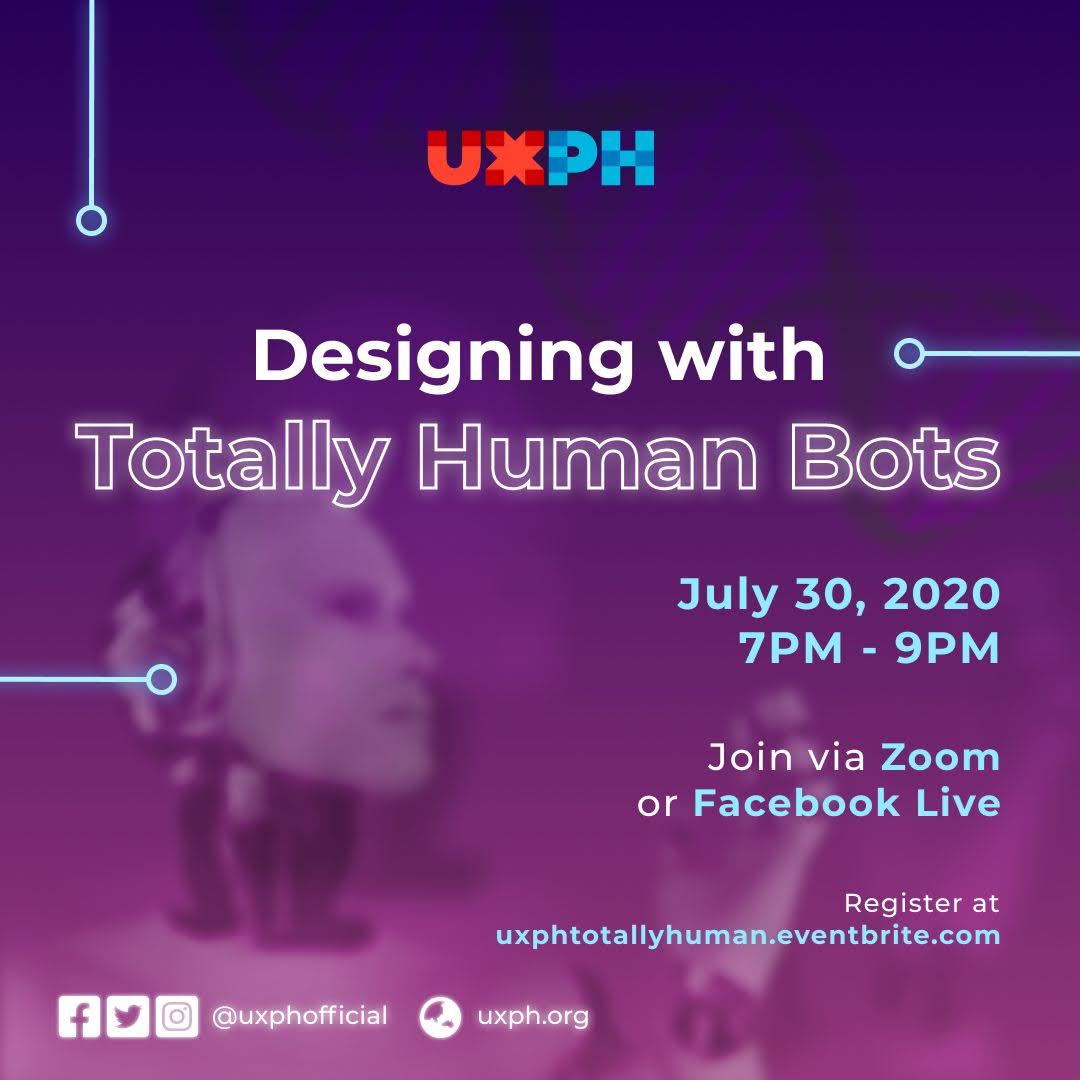 UXPH
Designing with
Totally Human Bots
July 30, 2020
7PM - 9PM
Join via Zoom
or Facebook Live
Register at
uxphtotallyhuman.eventbrite.com
@uxphofficial uxph.org